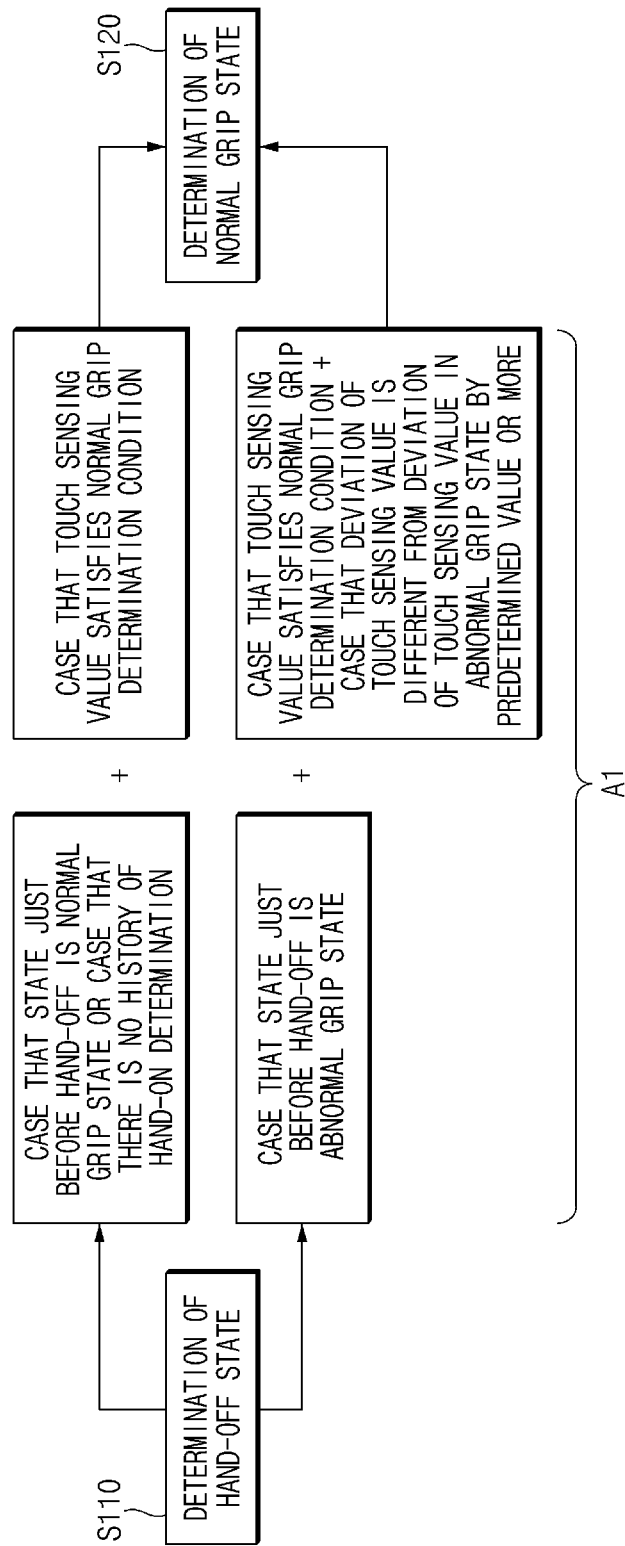 S110
DETERMINATION OF
HAND-OFF STATE
CASE THAT STATE JUST
BEFORE HAND-OFF IS NORMAL
GRIP STATE OR CASE THAT
THERE IS NO HISTORY OF
HAND-ON DETERMINATION
+
CASE THAT TOUCH SENSING
VALUE SATISFIES NORMAL GRIP
DETERMINATION CONDITION
CASE THAT STATE JUST
BEFORE HAND-OFF IS
ABNORMAL GRIP STATE
+
CASE THAT TOUCH SENSING
VALUE SATISFIES NORMAL GRIP
DETERMINATION CONDITION +
CASE THAT DEVIATION OF
TOUCH SENSING VALUE IS
DIFFERENT FROM DEVIATION
OF TOUCH SENSING VALUE IN
ABNORMAL GRIP STATE BY
PREDETERMINED VALUE OR MORE
S120
DETERMINATION OF
NORMAL GRIP STATE
A1